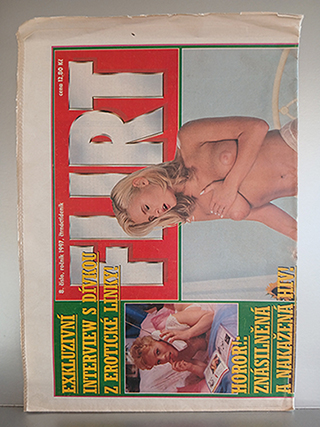 cena 12,00 Kč
FLIRT
8. číslo, ročník 1997, čtrnáctideník
EXKLUZIVNÍ
INTERVIEW S DÍVKOU
Z EROTICKÉ LINKY!
HOROR:
ZNÁSILNĚNÁ
A NAKAŽENÁ HIV!